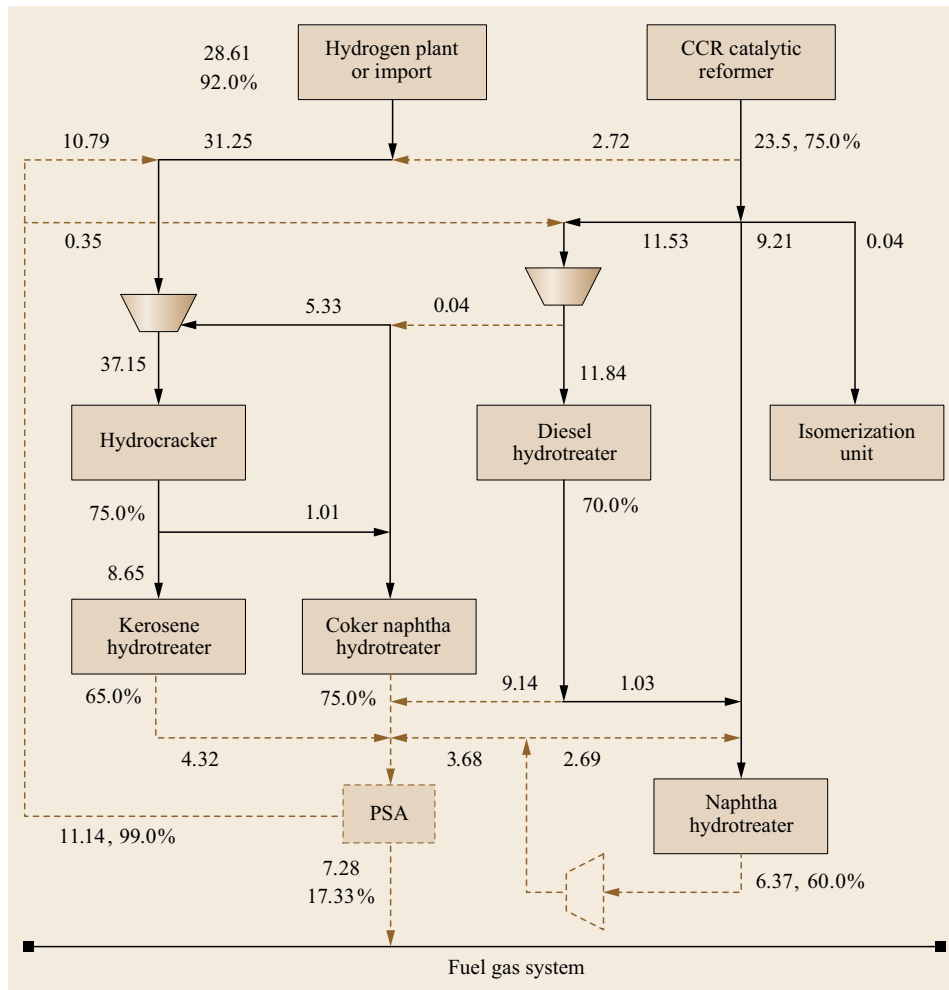 28.61
92.0%
Hydrogen plant
or import
CCR catalytic
reformer
10.79
31.25
2.72
23.5, 75.0%
0.35
11.53
9.21
0.04
5.33
0.04
37.15
11.84
Hydrocracker
Diesel
hydrotreater
Isomerization
unit
75.0%
1.01
70.0%
8.65
Kerosene
hydrotreater
Coker naphtha
hydrotreater
65.0%
75.0%
9.14
1.03
4.32
3.68
2.69
PSA
Naphtha
hydrotreater
11.14, 99.0%
7.28
17.33%
6.37, 60.0%
Fuel gas system